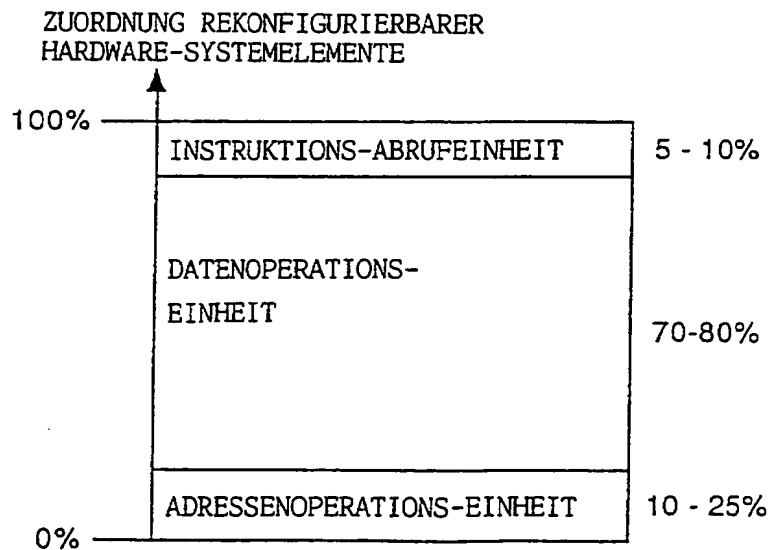 ZUORDNUNG REKONFIGURIERBARER
HARDWARE-SYSTEMELEMENTE
100%
INSTRUKTIONS-ABRUFEINHEIT
5 - 10%
DATENOPERATIONS-
EINHEIT
70-80%
ADRESSENOPERATIONS-EINHEIT
10 - 25%
0%